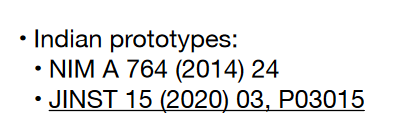 • Indian prototypes:
• NIM A 764 (2014) 24
• JINST 15 (2020) 03, P03015